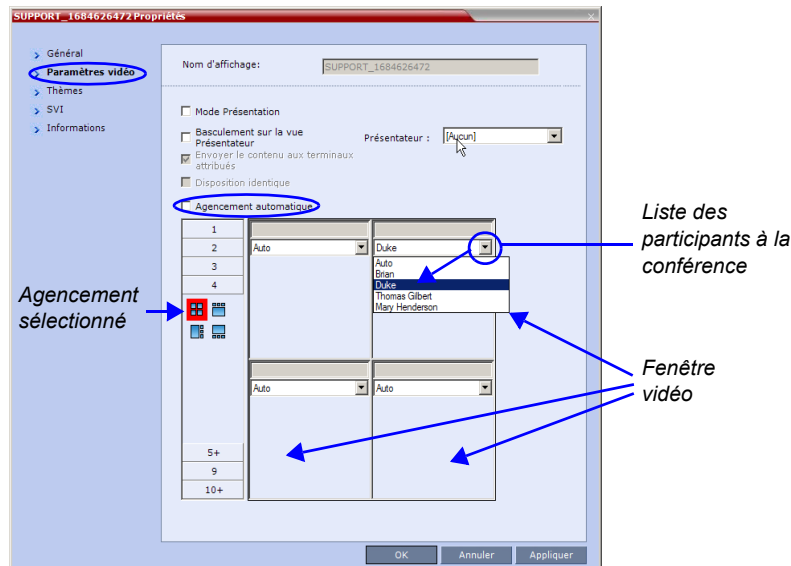 SUPPORT_1684626472 Propriétés
Général
Paramètres vidéo
Thèmes
SVI
Informations
Nom d'affichage:
SUPPORT_1684626472
Mode Présentation
Basculement sur la vue
Présentateur
Présentateur :
[Aucun]
Envoyer le contenu aux terminaux
attribués
Disposition identique
Agencement automatique
1
2
3
4
5+
9
10+
Auto
Duke
Auto
Brian
Duke
Thomas Gilbert
Mary Henderson
Auto
Auto
Agencement
sélectionné
Liste des
participants à la
conférence
Fenêtre
vidéo
OK
Annuler
Appliquer